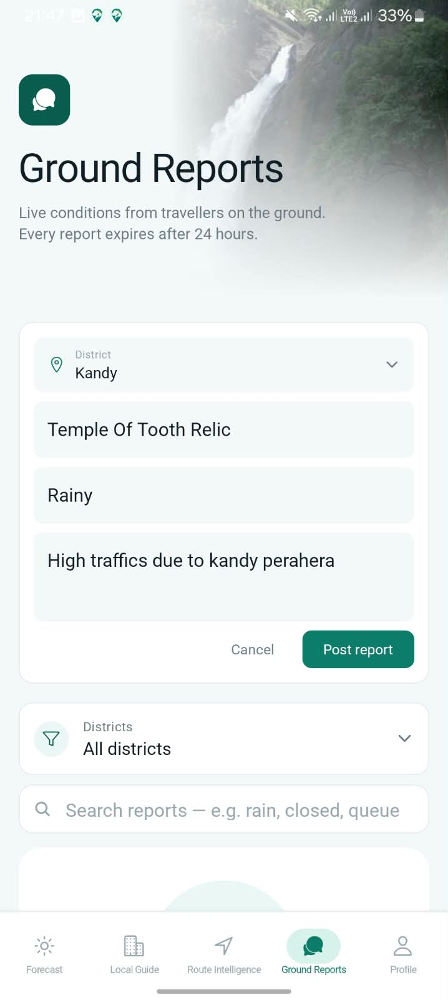 21:47
Vo))
LTE2
33%
Ground Reports
Live conditions from travellers on the ground.
Every report expires after 24 hours.
District
Kandy
Temple Of Tooth Relic
Rainy
High traffics due to kandy perahera
Cancel
Post report
Districts
All districts
Search reports — e.g. rain, closed, queue
Forecast
Local Guide
Route Intelligence
Ground Reports
Profile